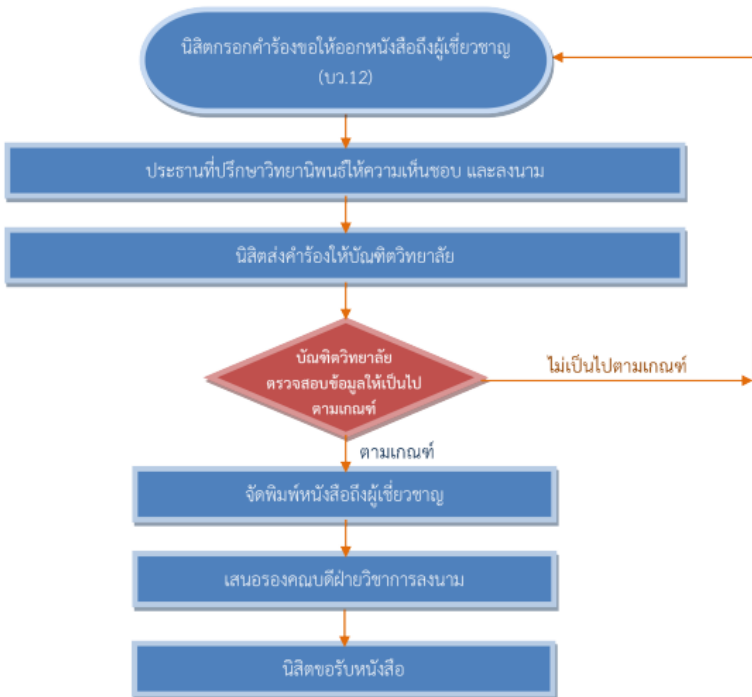 นิสิตกรอกคำร้องขอให้ออกหนังสือถึงผู้เชี่ยวชาญ
(บว.12)
ประธานที่ปรึกษาวิทยานิพนธ์ให้ความเห็นชอบ และลงนาม
นิสิตส่งคำร้องให้บัณฑิตวิทยาลัย
บัณฑิตวิทยาลัย
ตรวจสอบข้อมูลให้เป็นไป
ตามเกณฑ์
ไม่เป็นไปตามเกณฑ์
ตามเกณฑ์
จัดพิมพ์หนังสือถึงผู้เชี่ยวชาญ
เสนอรองคณบดีฝ่ายวิชาการลงนาม
นิสิตขอรับหนังสือ